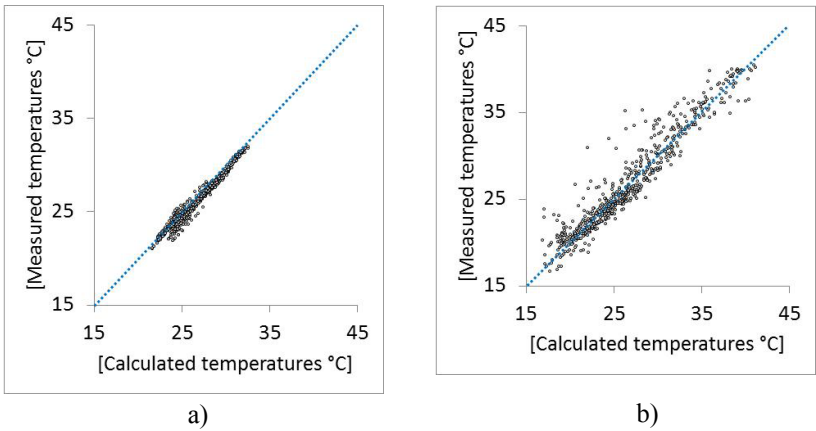 45
35
25
15
15 25 35 45
[Measured temperatures °C]
[Calculated temperatures °C]
a)
45
35
25
15
15 25 35 45
[Measured temperatures °C]
[Calculated temperatures °C]
b)